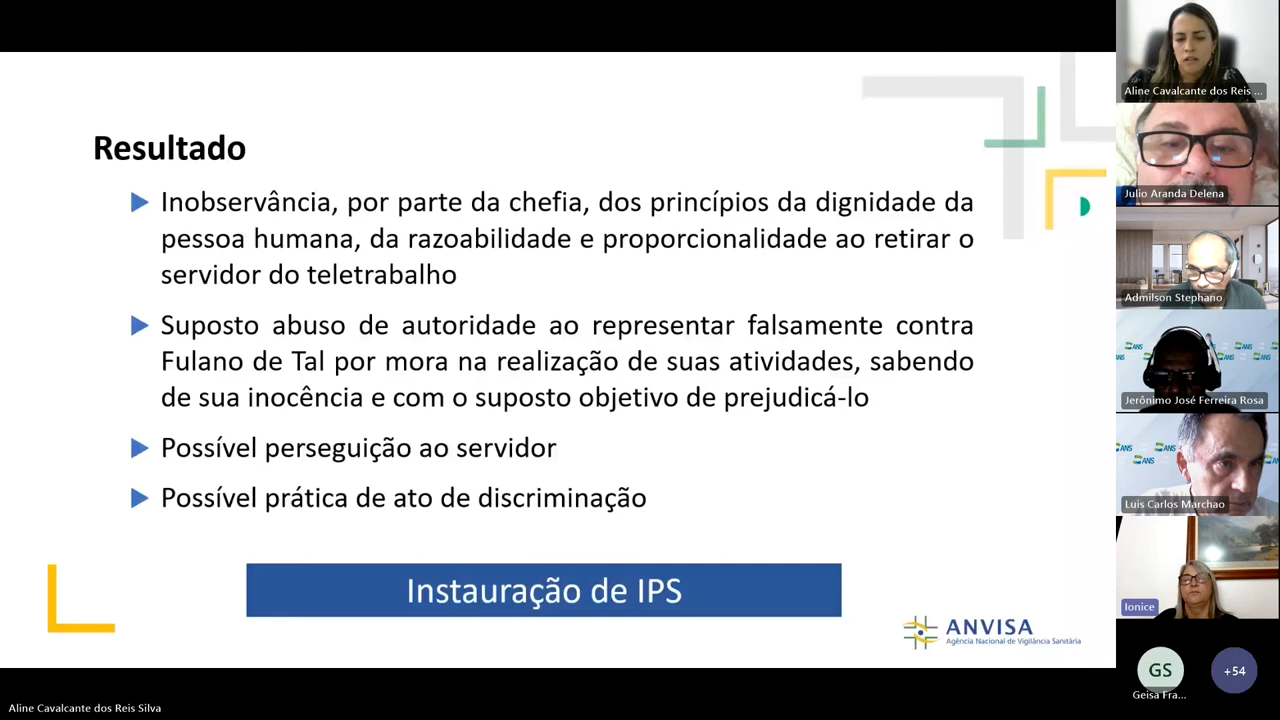 Resultado
Inobservância, por parte da chefia, dos princípios da dignidade da
pessoa humana, da razoabilidade e proporcionalidade ao retirar o
servidor do teletrabalho
Suposto abuso de autoridade ao representar falsamente contra
Fulano de Tal por mora na realização de suas atividades, sabendo
de sua inocência e com o suposto objetivo de prejudicá-lo
Possível perseguição ao servidor
Possível prática de ato de discriminação
Instauração de IPS
ANVISA
Agência Nacional de Vigilância Sanitária
Aline Cavalcante dos Reis Silva
Aline Cavalcante dos Reis ...
Julio Aranda Delena
Admilson Stephano
ANS
Jerônimo José Ferreira Rosa
ANS
ANS
Luis Carlos Marchao
Ionice
GS
+54
Geisa Fra...